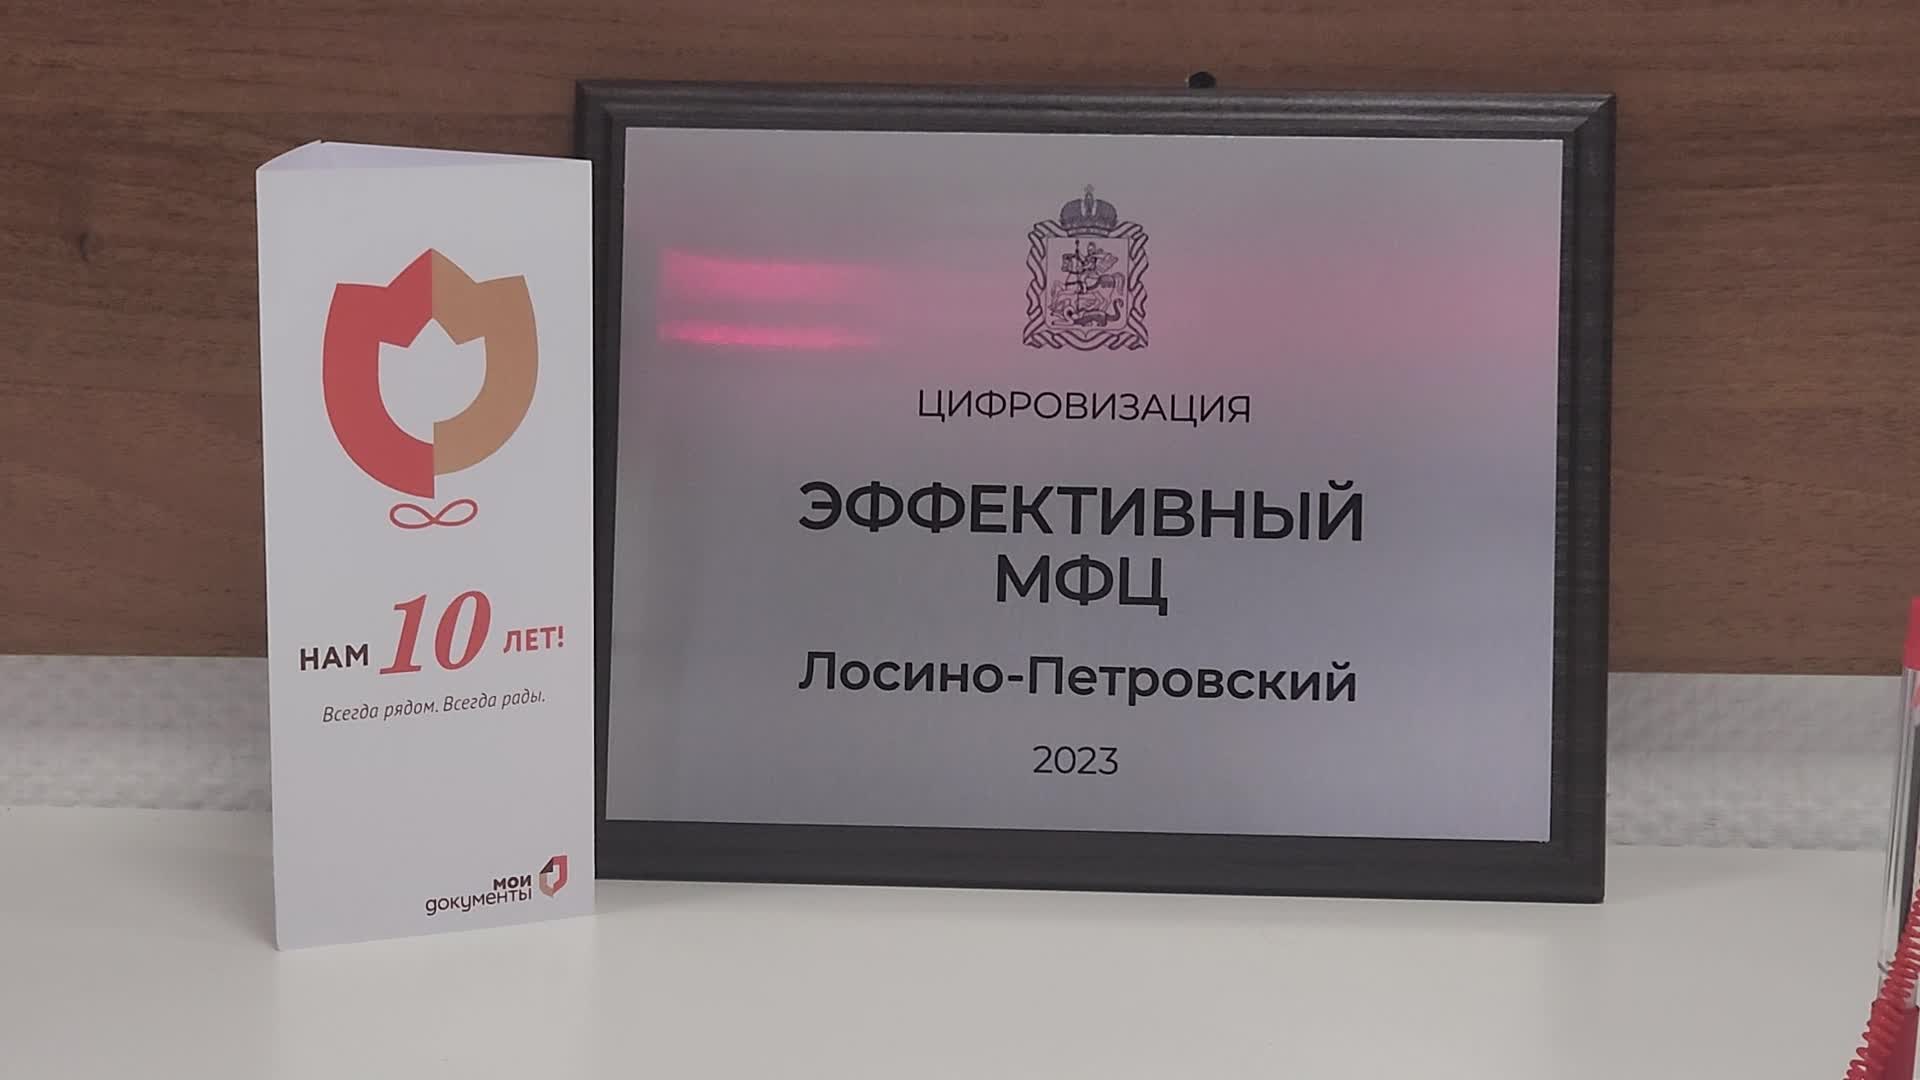 НАМ 10 ЛЕТ!
Всегда рядом. Всегда рады.
мои
документы
ЦИФРОВИЗАЦИЯ
ЭФФЕКТИВНЫЙ
МФЦ
Лосино-Петровский
2023